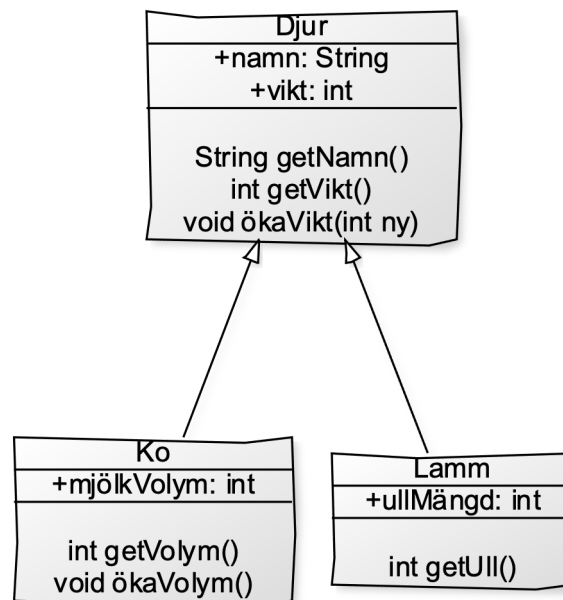 Djur
+namn: String
+vikt: int
String getNamn()
int getVikt()
void ökaVikt(int ny)
Ko
+mjölkVolym: int
int getVolym()
void ökaVolym()
Lamm
+ullMängd: int
int getUll()